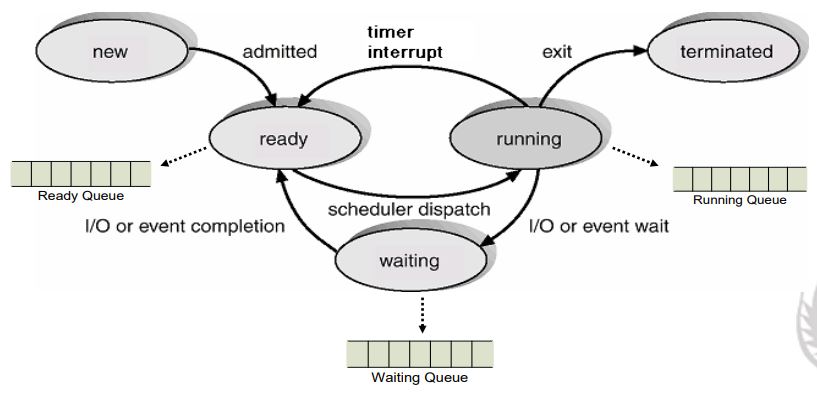 new
admitted
timer
interrupt
exit
terminated
ready
running
Ready Queue
Running Queue
scheduler dispatch
I/O or event completion
I/O or event wait
waiting
Waiting Queue